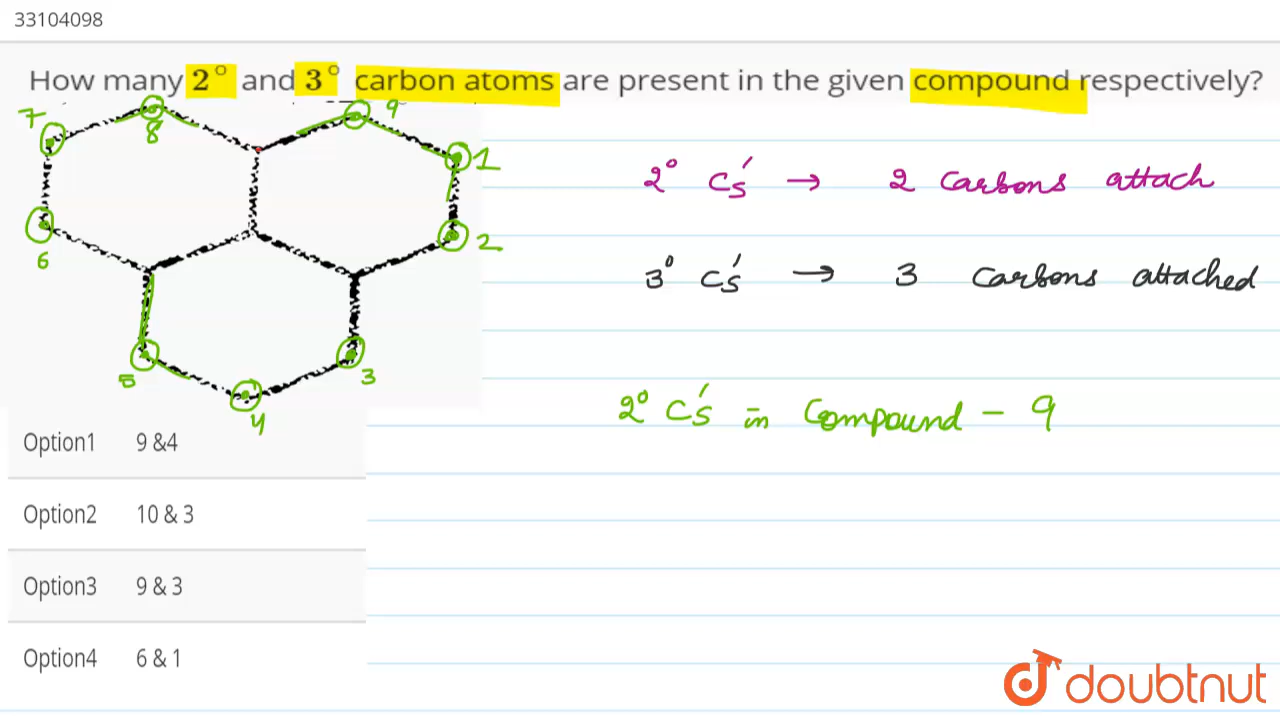 33104098
How many 2° and 3° carbon atoms are present in the given compound respectively?
7
8
9
1
6
2
5
3
4
2° C's → 2 Carbons attach
3° C's → 3 Carbons attached
2° C's in Compound - 9
Option1 9 &4
Option2 10 & 3
Option3 9 & 3
Option4 6 & 1
doubtnut